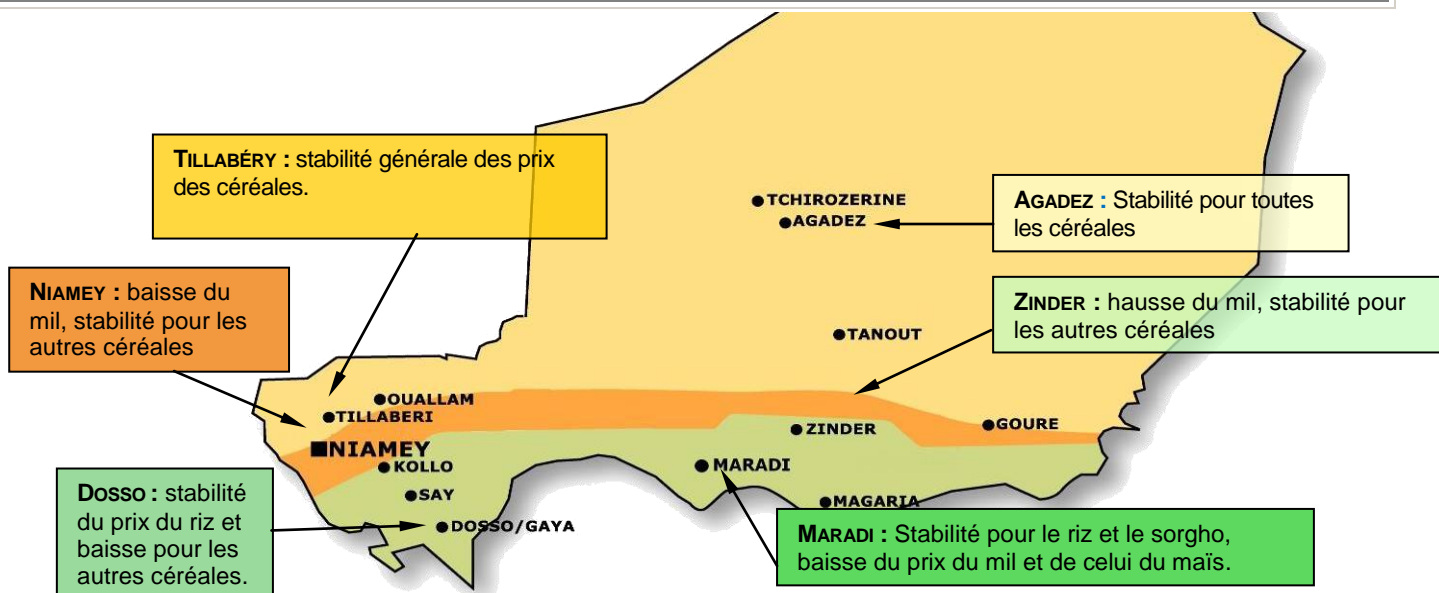 TILLABÉRY : stabilité générale des prix
des céréales.
TCHIROZERINE
AGADEZ
AGADEZ : Stabilité pour toutes
les céréales
NIAMEY : baisse du
mil, stabilité pour les
autres céréales
ZINDER : hausse du mil, stabilité pour
les autres céréales
TANOUT
OUALLAM
TILLABERI
ZINDER
GOURE
NIAMEY
KOLLO
MARADI
SAY
MAGARIA
DOSSO/GAYA
DOSSO : stabilité
du prix du riz et
baisse pour les
autres céréales.
MARADI : Stabilité pour le riz et le sorgho,
baisse du prix du mil et de celui du maïs.